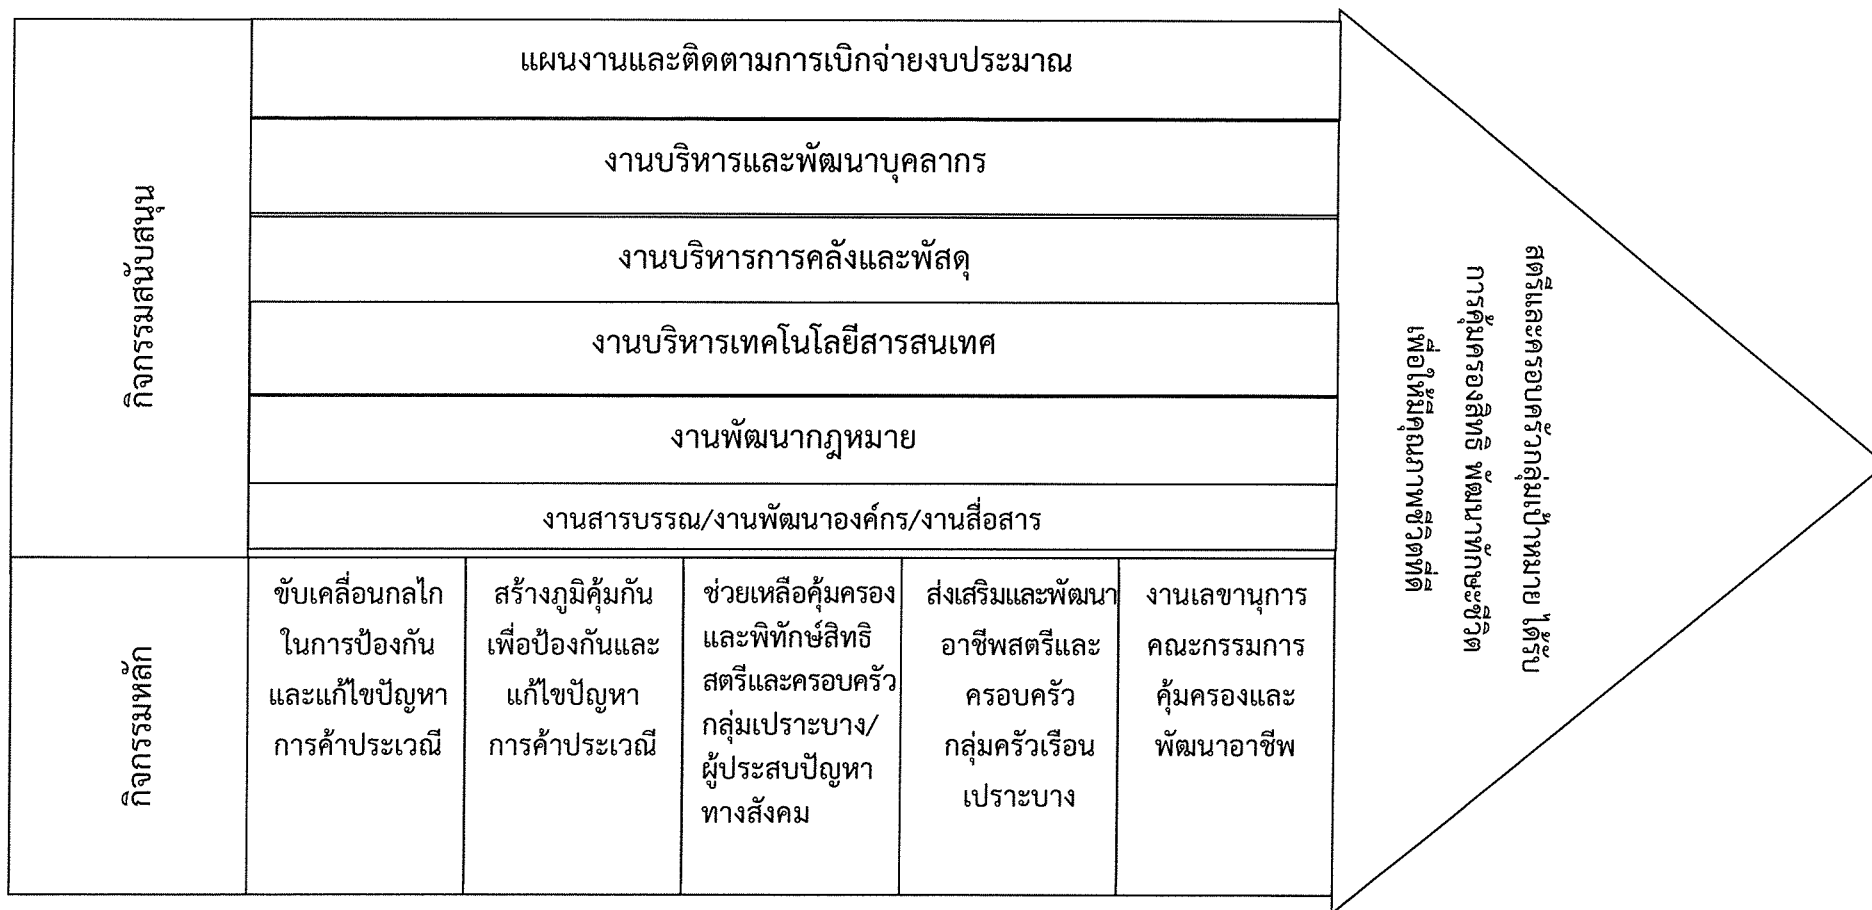 กิจกรรมสนับสนุน
แผนงานและติดตามการเบิกจ่ายงบประมาณ
งานบริหารและพัฒนาบุคลากร
งานบริหารการคลังและพัสดุ
งานบริหารเทคโนโลยีสารสนเทศ
งานพัฒนากฎหมาย
งานสารบรรณ/งานพัฒนาองค์กร/งานสื่อสาร
กิจกรรมหลัก
ขับเคลื่อนกลไก
ในการป้องกัน
และแก้ไขปัญหา
การค้าประเวณี
สร้างภูมิคุ้มกัน
เพื่อป้องกันและ
แก้ไขปัญหา
การค้าประเวณี
ช่วยเหลือคุ้มครอง
และพิทักษ์สิทธิ
สตรีและครอบครัว
กลุ่มเปราะบาง/
ผู้ประสบปัญหา
ทางสังคม
ส่งเสริมและพัฒนา
อาชีพสตรีและ
ครอบครัว
กลุ่มครัวเรือน
เปราะบาง
งานเลขานุการ
คณะกรรมการ
คุ้มครองและ
พัฒนาอาชีพ
สตรีและครอบครัวกลุ่มเป้าหมาย ได้รับ
การคุ้มครองสิทธิ พัฒนาทักษะชีวิต
เพื่อให้มีคุณภาพชีวิตที่ดี